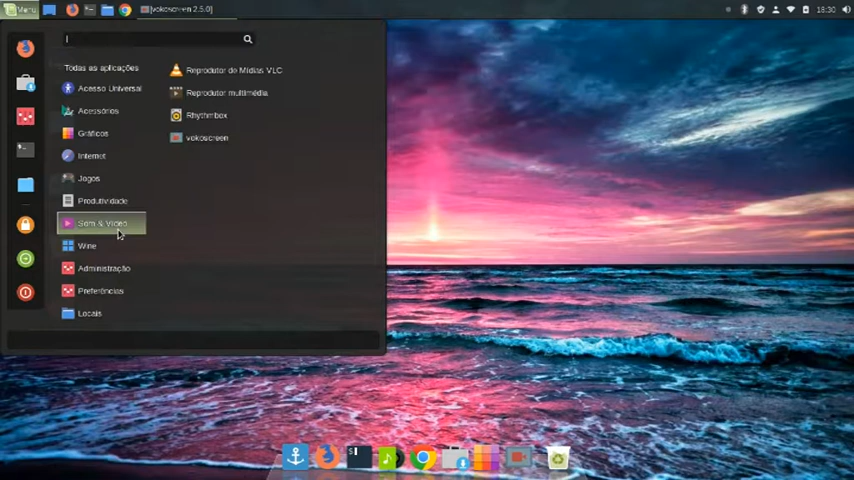 Menu
[vokoscreen 2.5.0]
18:30
Todas as aplicações
Acesso Universal
Acessórios
Gráficos
Internet
Jogos
Produtividade
Som & Vídeo
Wine
Administração
Preferências
Locais
Reprodutor de Mídias VLC
Reprodutor multimédia
Rhythmbox
vokoscreen